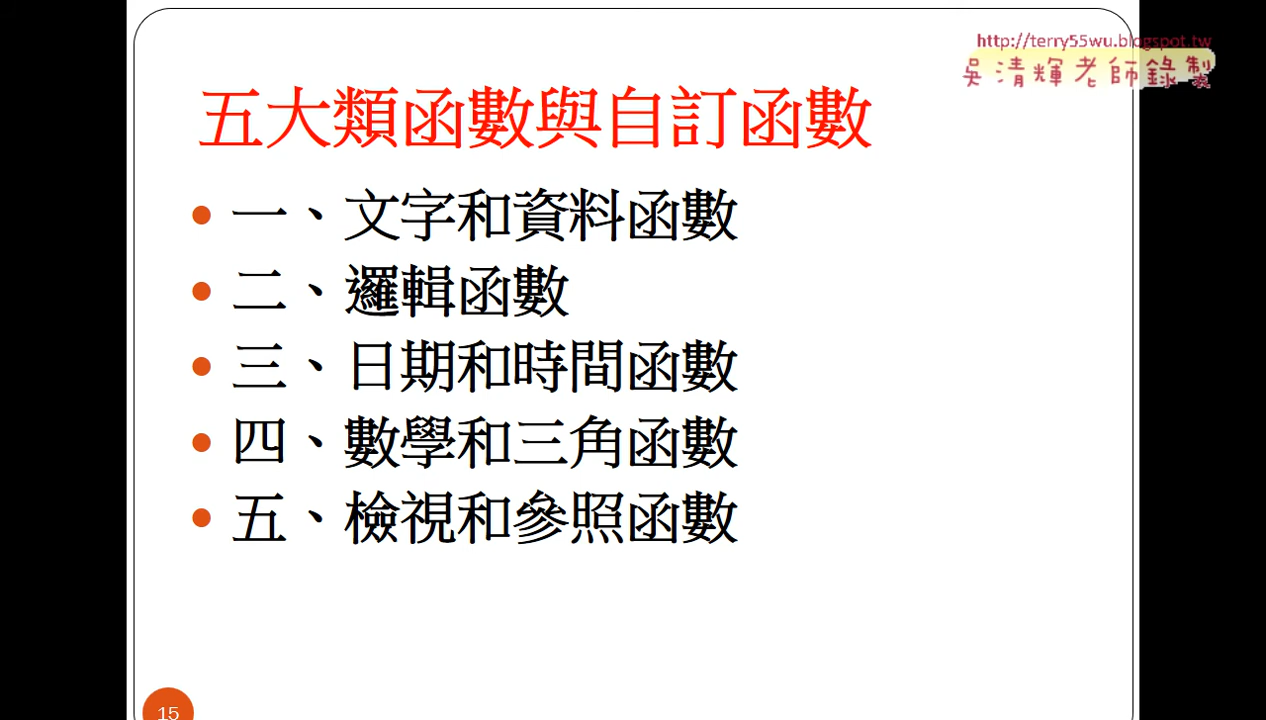 http://terry55wu.blogspot.tw
吳清輝老師錄製
五大類函數與自訂函數
一、文字和資料函數
二、邏輯函數
三、日期和時間函數
四、數學和三角函數
五、檢視和參照函數
15